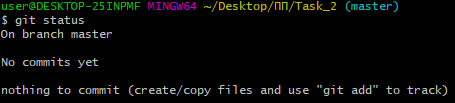 user@DESKTOP-25INPMF MINGW64 ~/Desktop/ПП/Task_2 (master)
$ git status
On branch master
No commits yet
nothing to commit (create/copy files and use "git add" to track)